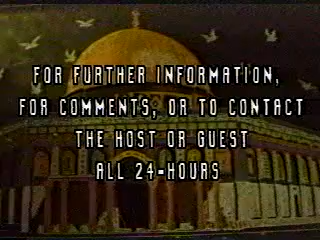 FOR FURTHER INFORMATION,
FOR COMMENTS, OR TO CONTACT
THE HOST OR GUEST
ALL 24-HOURS